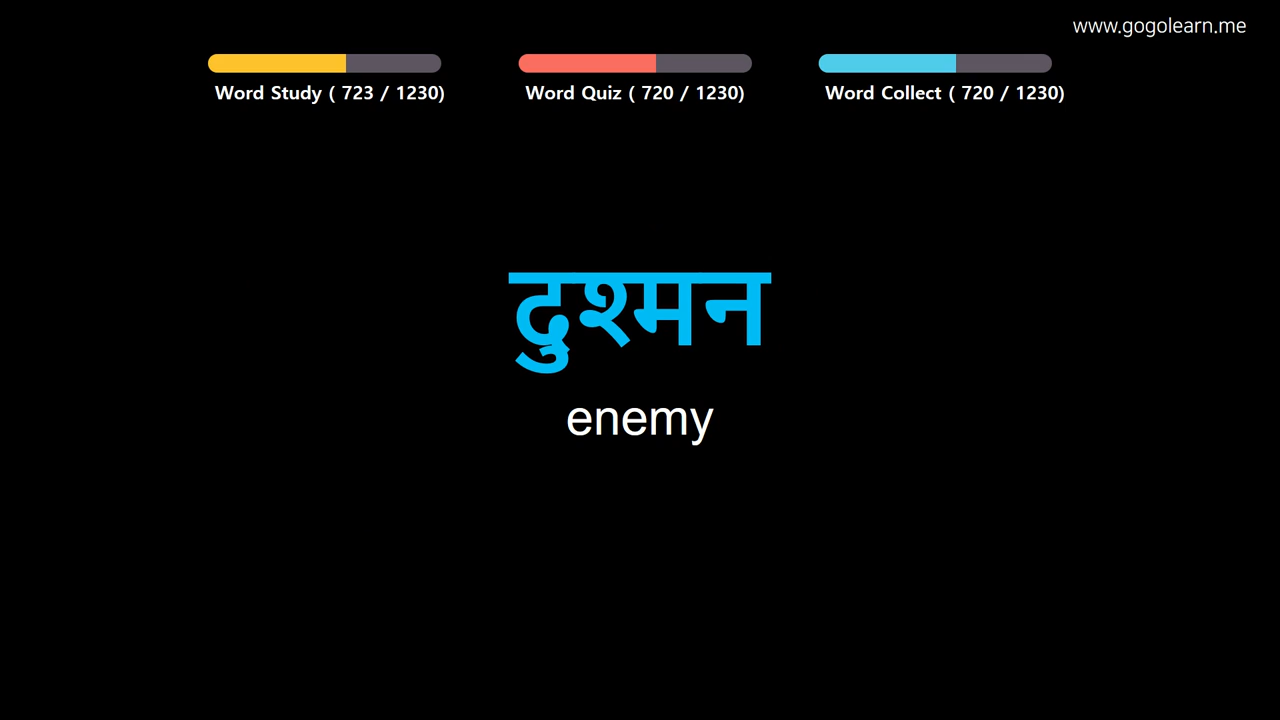 www.gogolearn.me
Word Study ( 723 / 1230)
Word Quiz ( 720 / 1230)
Word Collect ( 720 / 1230)
दुश्मन
enemy